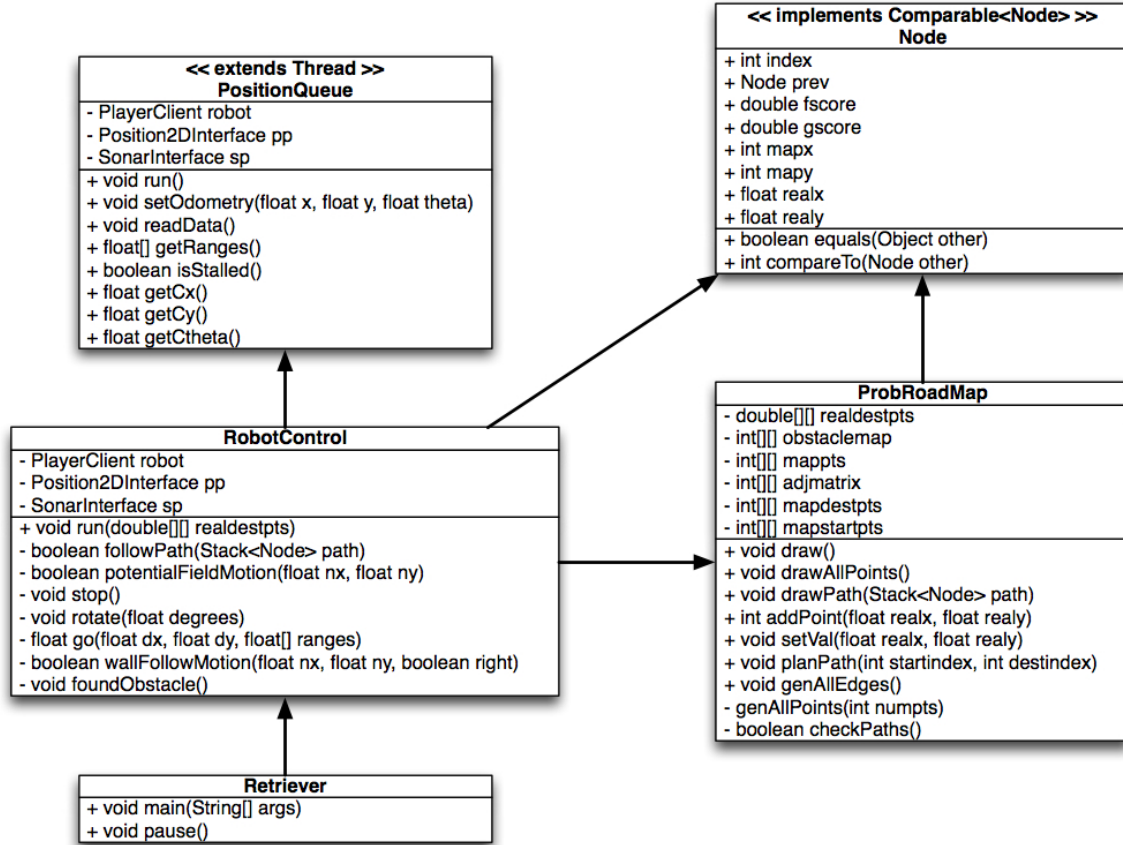 << extends Thread >>
PositionQueue
- PlayerClient robot
- Position2DInterface pp
- SonarInterface sp
+ void run()
+ void setOdometry(float x, float y, float theta)
+ void readData()
+ float[] getRanges()
+ boolean isStalled()
+ float getCx()
+ float getCy()
+ float getCtheta()
<< implements Comparable<Node> >>
Node
+ int index
+ Node prev
+ double fscore
+ double gscore
+ int mapx
+ int mapy
+ float realx
+ float realy
+ boolean equals(Object other)
+ int compareTo(Node other)
RobotControl
- PlayerClient robot
- Position2DInterface pp
- SonarInterface sp
+ void run(double[][] realdestpts)
- boolean followPath(Stack<Node> path)
- boolean potentialFieldMotion(float nx, float ny)
- void stop()
- void rotate(float degrees)
- float go(float dx, float dy, float[] ranges)
- boolean wallFollowMotion(float nx, float ny, boolean right)
- void foundObstacle()
ProbRoadMap
- double[][] realdestpts
- int[][] obstaclemap
- int[][] mappts
- int[][] adjmatrix
- int[][] mapdestpts
- int[][] mapstartpts
+ void draw()
+ void drawAllPoints()
+ void drawPath(Stack<Node> path)
+ int addPoint(float realx, float realy)
+ void setVal(float realx, float realy)
+ void planPath(int startindex, int destindex)
+ void genAllEdges()
- genAllPoints(int numpts)
- boolean checkPaths()
Retriever
+ void main(String[] args)
+ void pause()